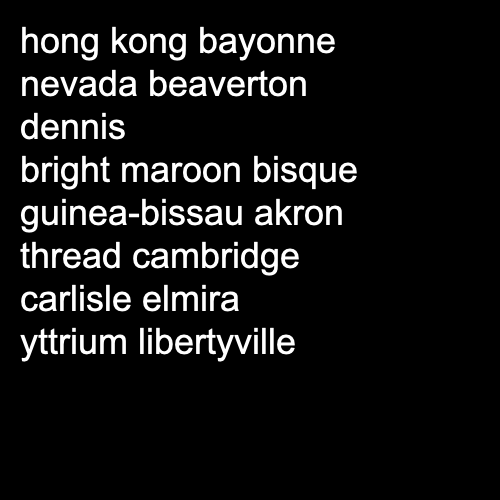 hong kong bayonne
nevada beaverton
dennis
bright maroon bisque
guinea-bissau akron
thread cambridge
carlisle elmira
yttrium libertyville